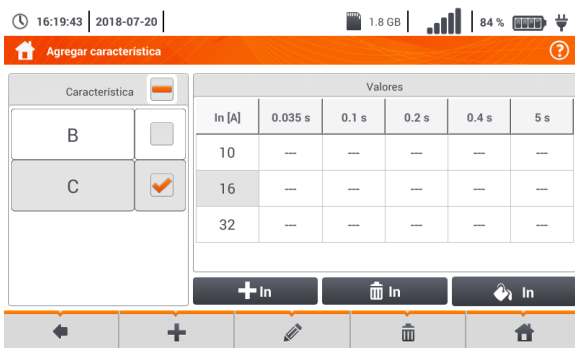 16:19:43 2018-07-20 1.8 GB 84 %
Agregar característica
Característica
B
C
Valores
In [A] 0.035 s 0.1 s 0.2 s 0.4 s 5 s
10 --- --- --- --- ---
16 --- --- --- --- ---
32 --- --- --- --- ---
In In In